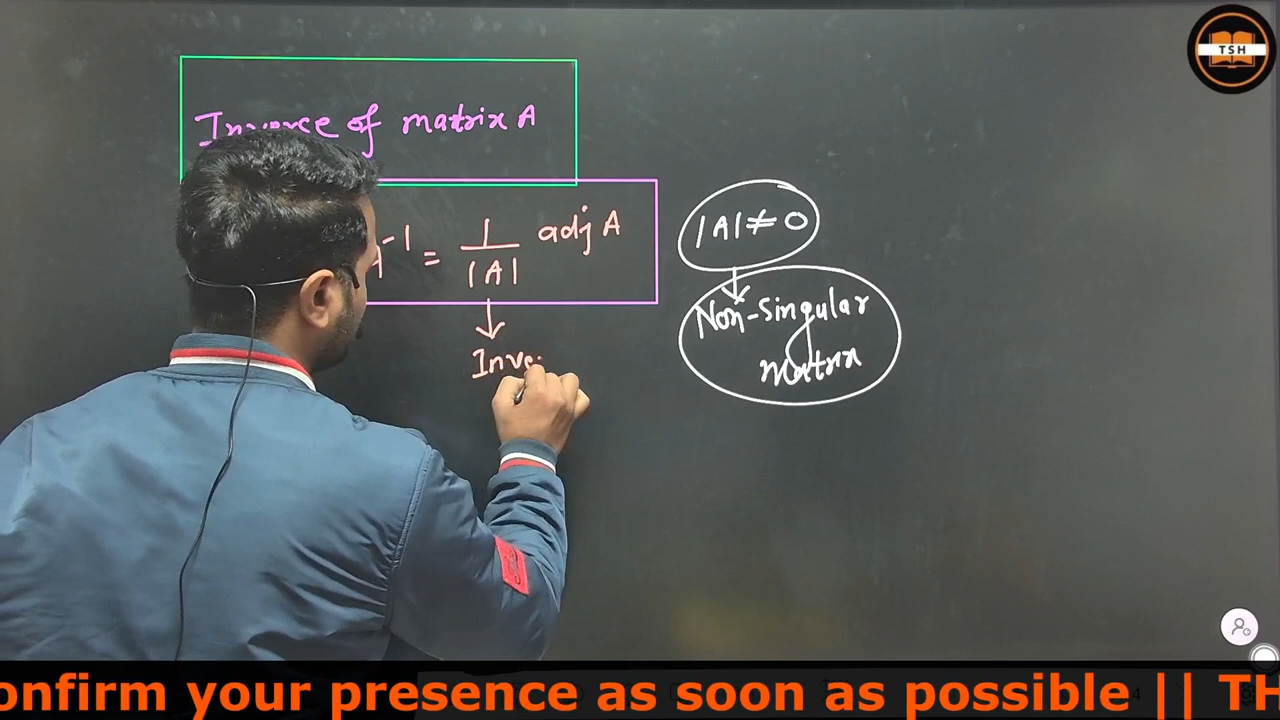 TSH
Inverse of matrix A
A⁻¹ = 1/|A| adj A
|A| ≠ 0
Non-Singular
matrix
Inve
onfirm your presence as soon as possible || TH